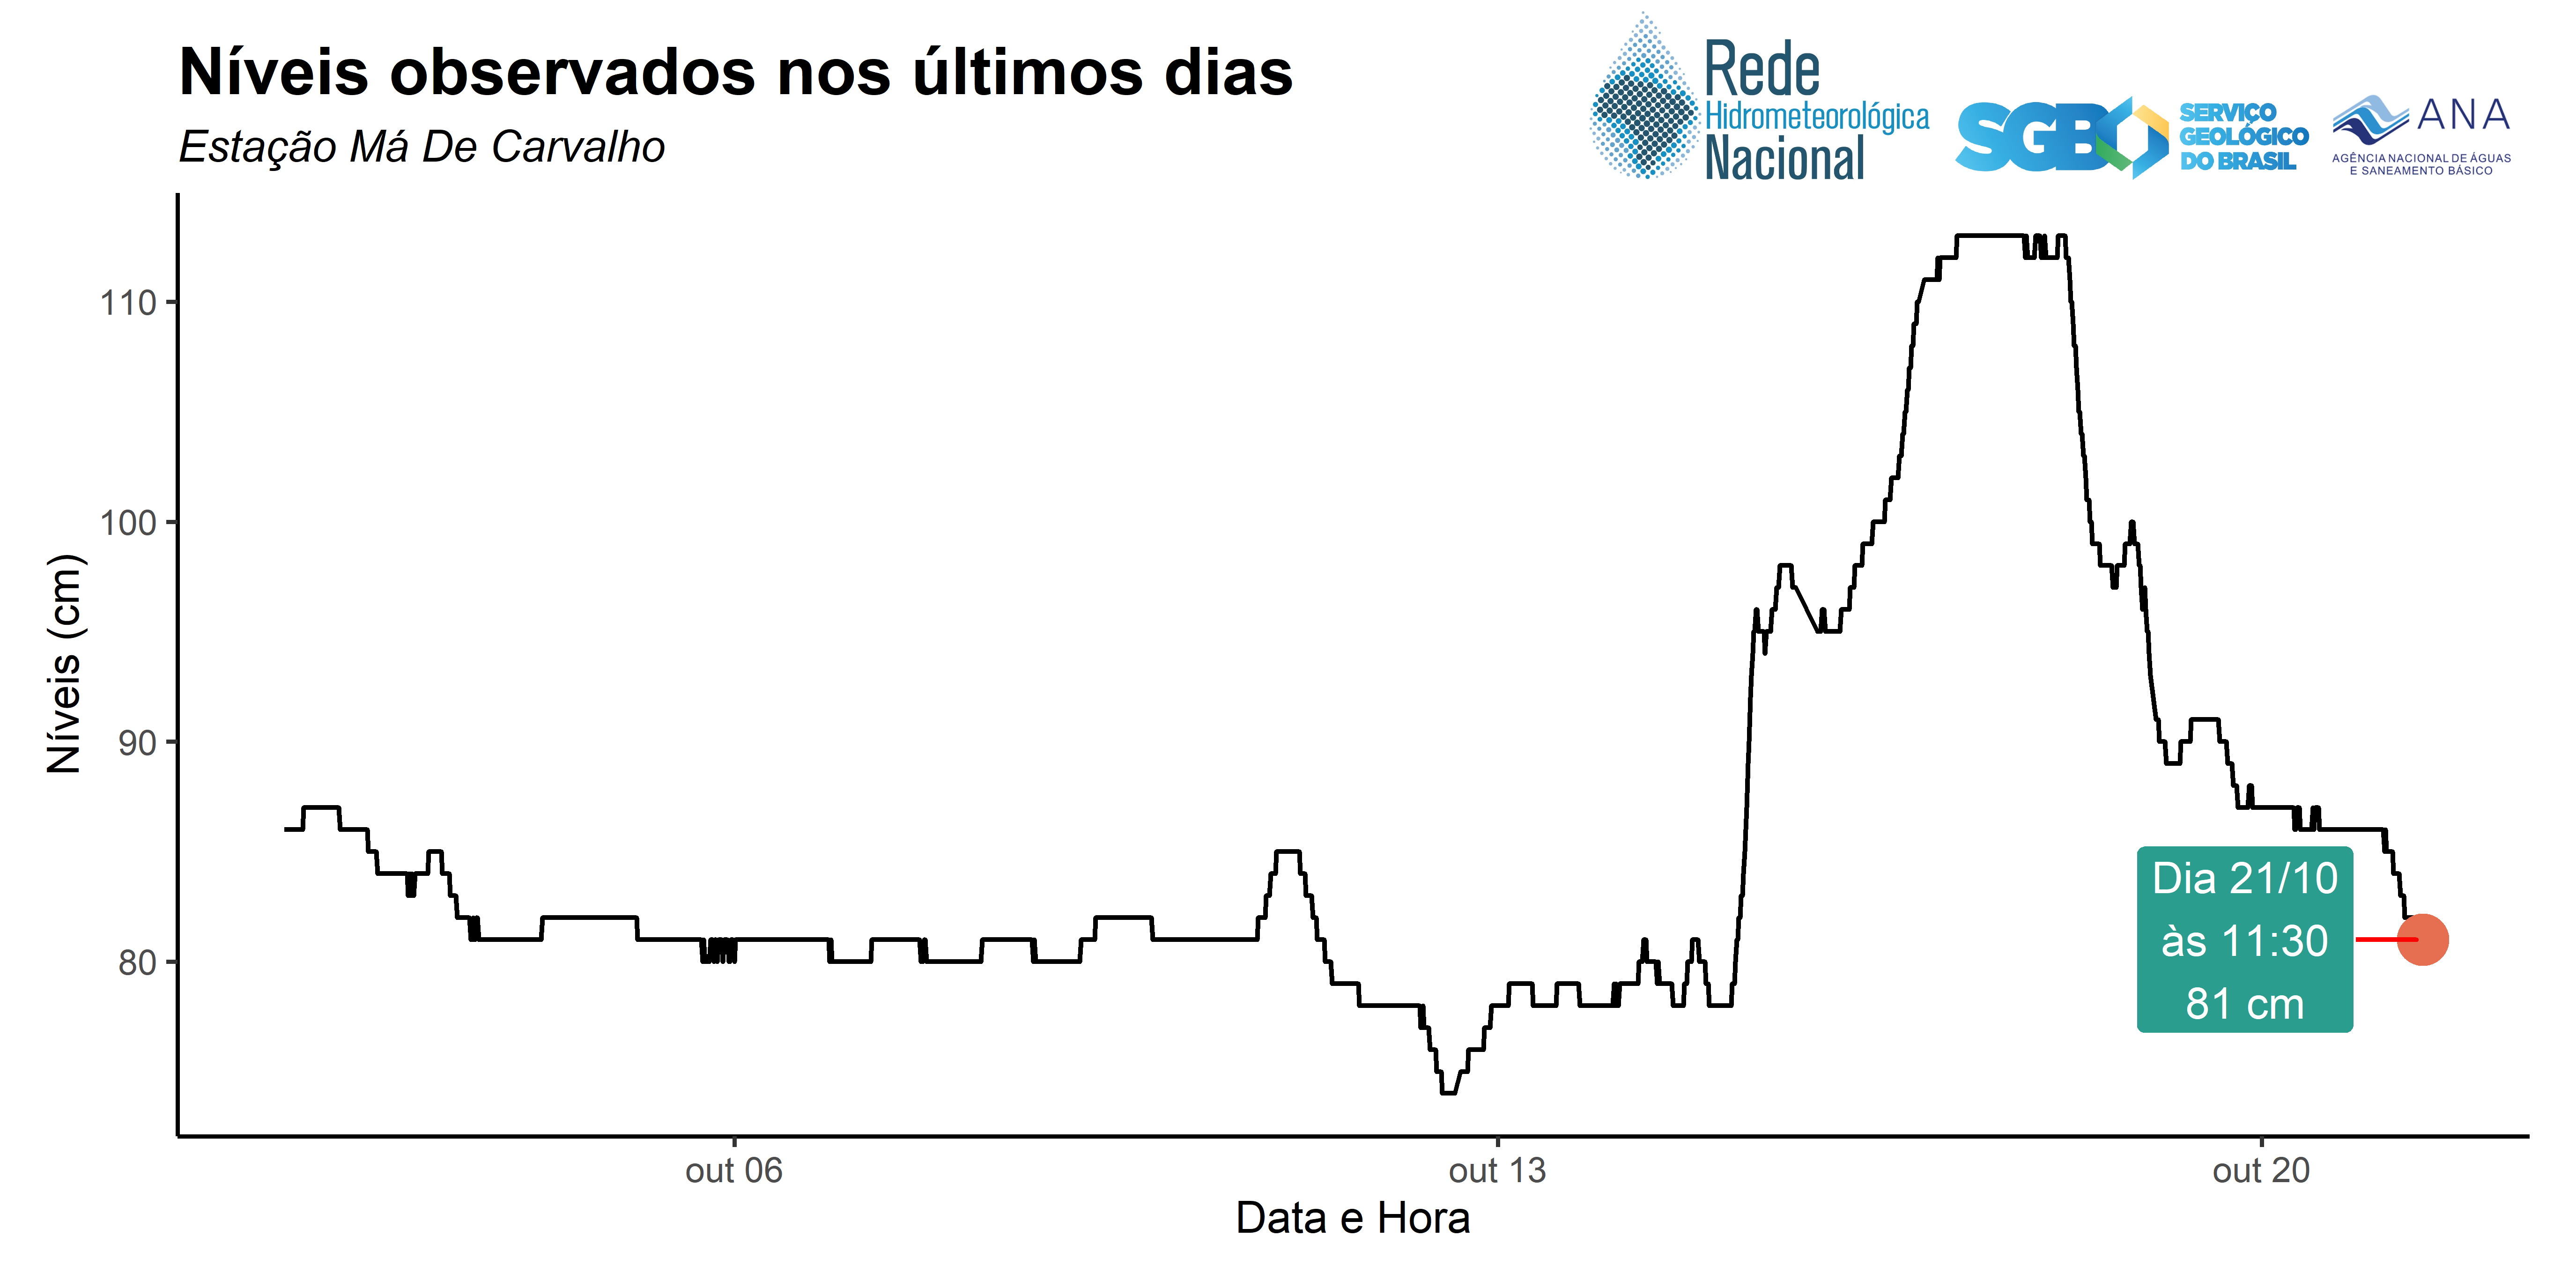 Níveis observados nos últimos dias
Estação Má De Carvalho
Rede
Hidrometeorológica
Nacional
SGB
SERVIÇO
GEOLÓGICO
DO BRASIL
ANA
AGÊNCIA NACIONAL DE ÁGUAS
E SANEAMENTO BÁSICO
Níveis (cm)
110
100
90
80
Dia 21/10
às 11:30
81 cm
out 06
out 13
out 20
Data e Hora